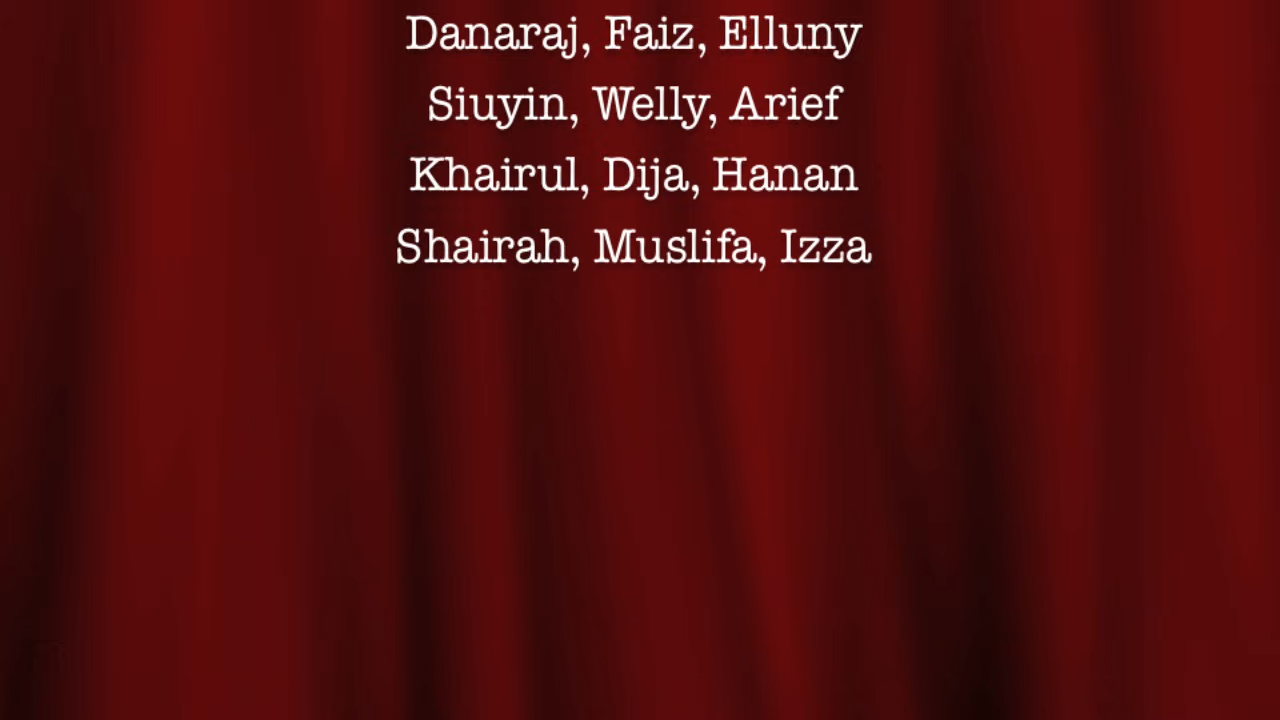 Danaraj, Faiz, Elluny
Siuyin, Welly, Arief
Khairul, Dija, Hanan
Shairah, Muslifa, Izza